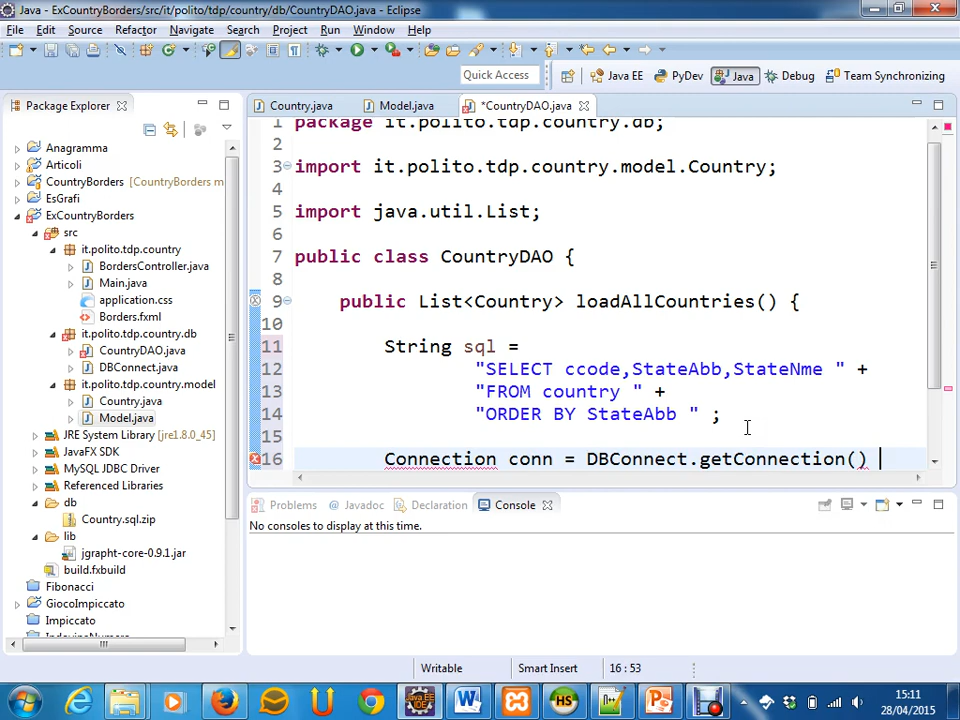 Java - ExCountryBorders/src/it/polito/tdp/country/db/CountryDAO.java - Eclipse
File Edit Source Refactor Navigate Search Project Run Window Help
Quick Access Java EE PyDev Java Debug Team Synchronizing
Package Explorer
Anagramma
Articoli
CountryBorders [CountryBorders m
EsGrafi
ExCountryBorders
src
it.polito.tdp.country
BordersController.java
Main.java
application.css
Borders.fxml
it.polito.tdp.country.db
CountryDAO.java
DBConnect.java
it.polito.tdp.country.model
Country.java
Model.java
JRE System Library [jre1.8.0_45]
JavaFX SDK
MySQL JDBC Driver
Referenced Libraries
db
Country.sql.zip
lib
jgrapht-core-0.9.1.jar
build.fxbuild
Fibonacci
GiocoImpiccato
Impiccato
IndovinaNumero
Country.java Model.java *CountryDAO.java
1 package it.polito.tdp.country.db;
2
3 import it.polito.tdp.country.model.Country;
4
5 import java.util.List;
6
7 public class CountryDAO {
8
9 public List<Country> loadAllCountries() {
10
11 String sql =
12 "SELECT ccode,StateAbb,StateNme " +
13 "FROM country " +
14 "ORDER BY StateAbb " ;
15
16 Connection conn = DBConnect.getConnection()
Problems Javadoc Declaration Console
No consoles to display at this time.
Writable Smart Insert 16 : 53
15:11
28/04/2015